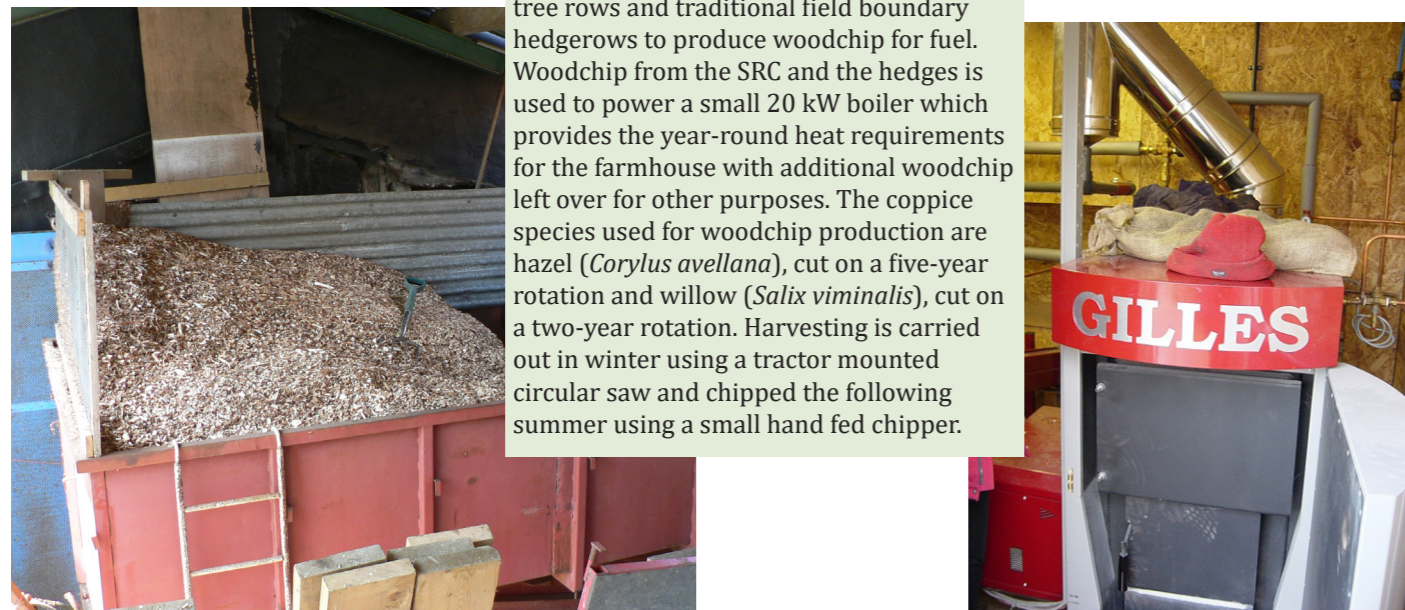 tree rows and traditional field boundary
hedgerows to produce woodchip for fuel.
Woodchip from the SRC and the hedges is
used to power a small 20 kW boiler which
provides the year-round heat requirements
for the farmhouse with additional woodchip
left over for other purposes. The coppice
species used for woodchip production are
hazel (Corylus avellana), cut on a five-year
rotation and willow (Salix viminalis), cut on
a two-year rotation. Harvesting is carried
out in winter using a tractor mounted
circular saw and chipped the following
summer using a small hand fed chipper.
GILLES